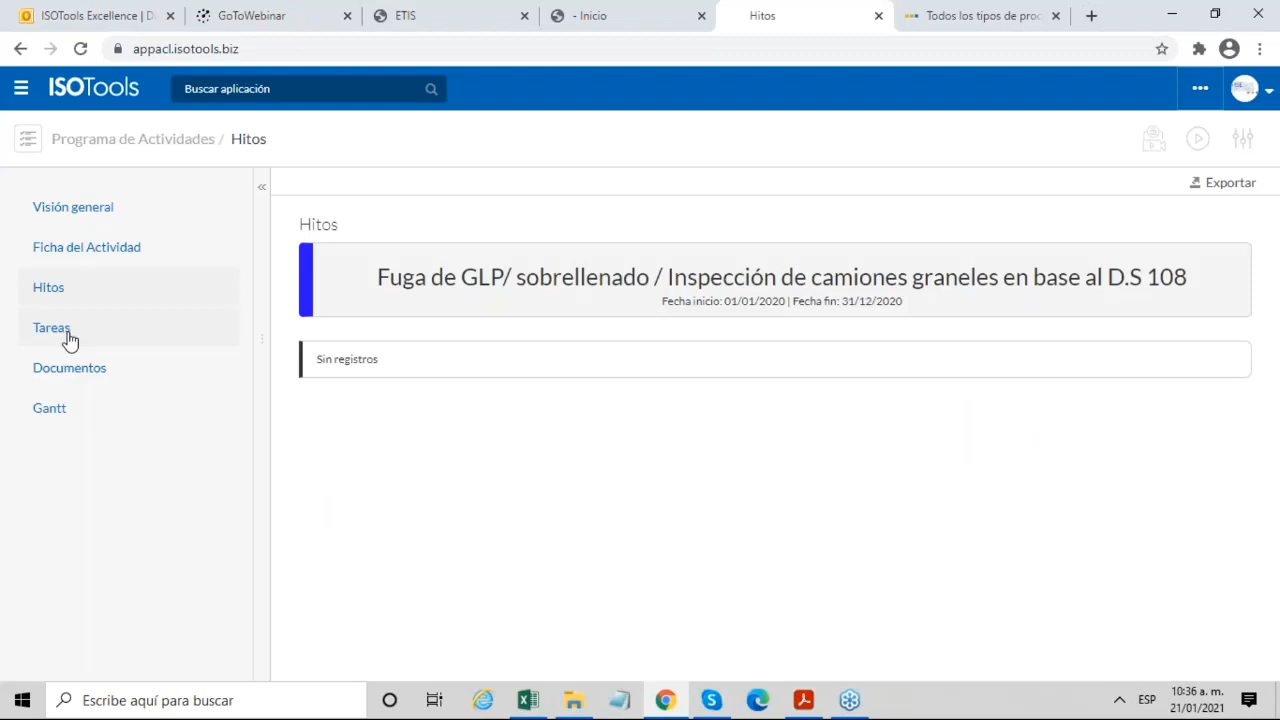 ISOTools Excellence | D
GoToWebinar
ETIS
- Inicio
Hitos
Todos los tipos de proc
appacl.isotools.biz
ISOTools
Buscar aplicación
Programa de Actividades / Hitos
Exportar
Visión general
Ficha del Actividad
Hitos
Tareas
Documentos
Gantt
Hitos
Fuga de GLP/ sobrellenado / Inspección de camiones graneles en base al D.S 108
Fecha inicio: 01/01/2020 | Fecha fin: 31/12/2020
Sin registros
Escribe aquí para buscar
ESP
10:36 a. m.
21/01/2021